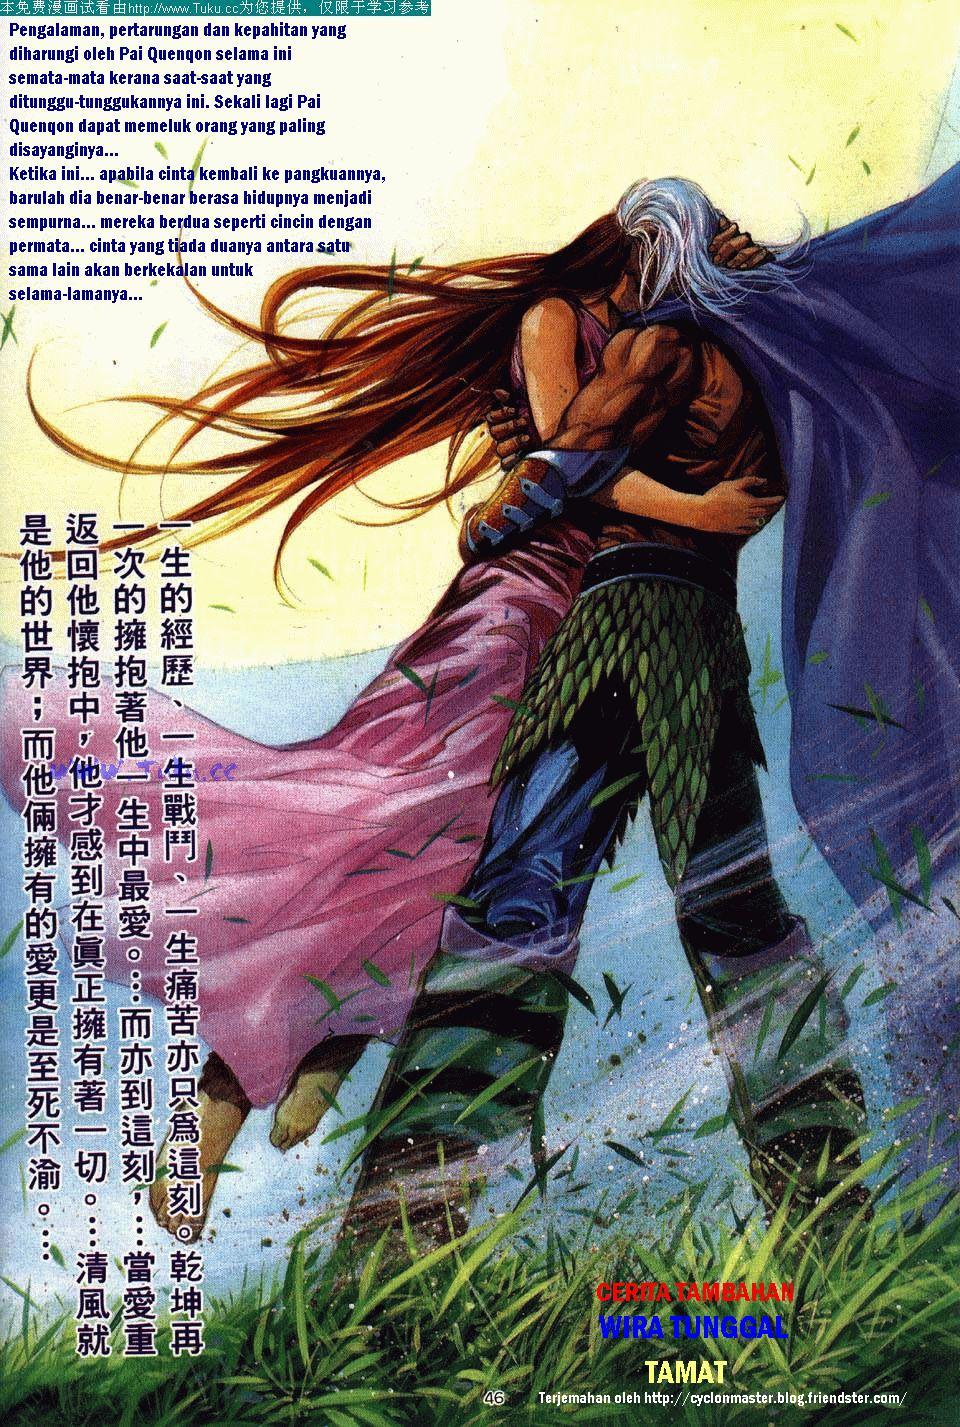 本免费漫画试看由http://www.Tuku.cc为您提供，仅限于学习参考
Pengalaman, pertarungan dan kepahitan yang
diharungi oleh Pai Quenqon selama ini
semata-mata kerana saat-saat yang
ditunggu-tunggukannya ini. Sekali lagi Pai
Quenqon dapat memeluk orang yang paling
disayanginya...
Ketika ini... apabila cinta kembali ke pangkuannya,
barulah dia benar-benar berasa hidupnya menjadi
sempurna... mereka berdua seperti cincin dengan
permata... cinta yang tiada duanya antara satu
sama lain akan berkekalan untuk
selama-lamanya...
一生的經歷、一生戰鬥、一生痛苦亦只爲這刻。乾坤再
一次的擁抱著他一生中最愛。…而亦到這刻，…當愛重
返回他懷抱中，他才感到在眞正擁有著一切。…清風就
是他的世界；而他倆擁有的愛更是至死不渝。…
www.Tuku.cc
CERITA TAMBAHAN
WIRA TUNGGAL
TAMAT
46
Terjemahan oleh http://cyclonmaster.blog.friendster.com/